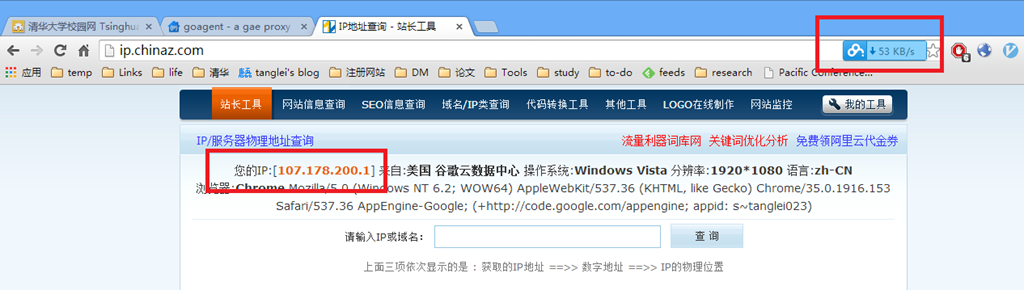 清华大学校园网 Tsinghua
goagent - a gae proxy
IP地址查询 - 站长工具
ip.chinaz.com
53 KB/s
6
应用 temp Links life 清华 tanglei's blog 注册网站 DM 论文 Tools study to-do feeds research Pacific Conference...
站长工具 网站信息查询 SEO信息查询 域名/IP类查询 代码转换工具 其他工具 LOGO在线制作 网站监控 我的工具
IP/服务器物理地址查询 流量利器词库网 关键词优化分析 免费领阿里云代金券
您的IP:[107.178.200.1] 来自:美国 谷歌云数据中心 操作系统:Windows Vista 分辨率:1920*1080 语言:zh-CN
浏览器:Chrome Mozilla/5.0 (Windows NT 6.2; WOW64) AppleWebKit/537.36 (KHTML, like Gecko) Chrome/35.0.1916.153
Safari/537.36 AppEngine-Google; (+http://code.google.com/appengine; appid: s~tanglei023)
请输入IP或域名： 查 询
上面三项依次显示的是 : 获取的IP地址 ==>> 数字地址 ==>> IP的物理位置